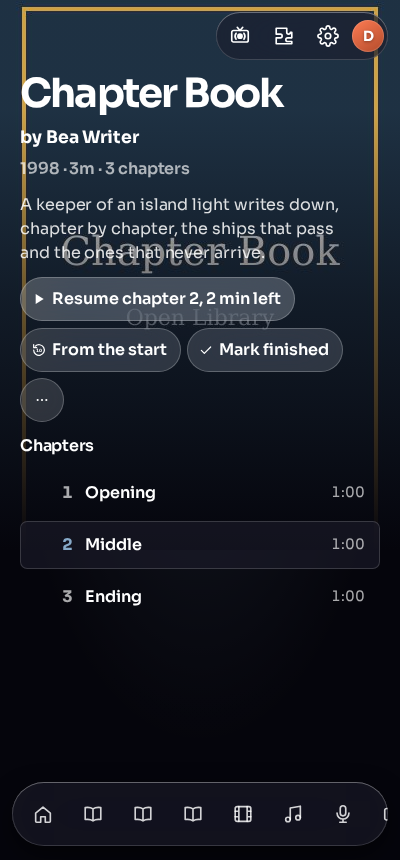 D
Chapter Book
by Bea Writer
1998 · 3m · 3 chapters
A keeper of an island light writes down,
chapter by chapter, the ships that pass
and the ones that never arrive.
Chapter Book
Resume chapter 2, 2 min left
Open Library
10 From the start
Mark finished
...
Chapters
1 Opening 1:00
2 Middle 1:00
3 Ending 1:00